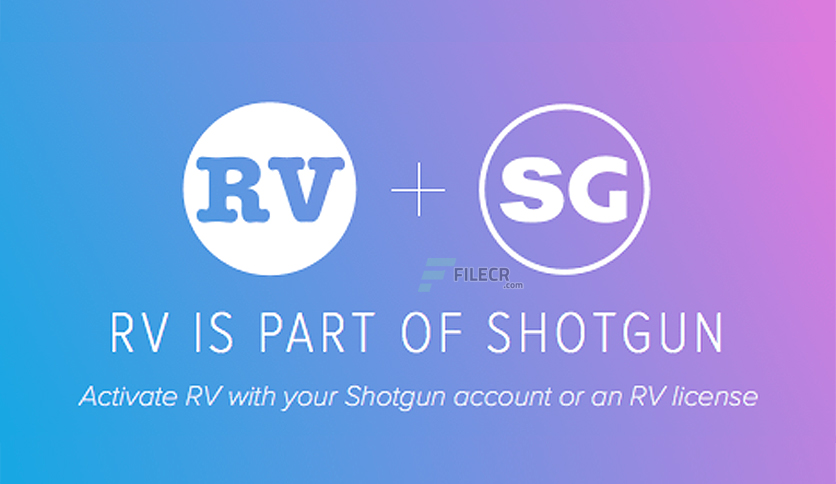 RV + SG
FILECR
.com
RV IS PART OF SHOTGUN
Activate RV with your Shotgun account or an RV license